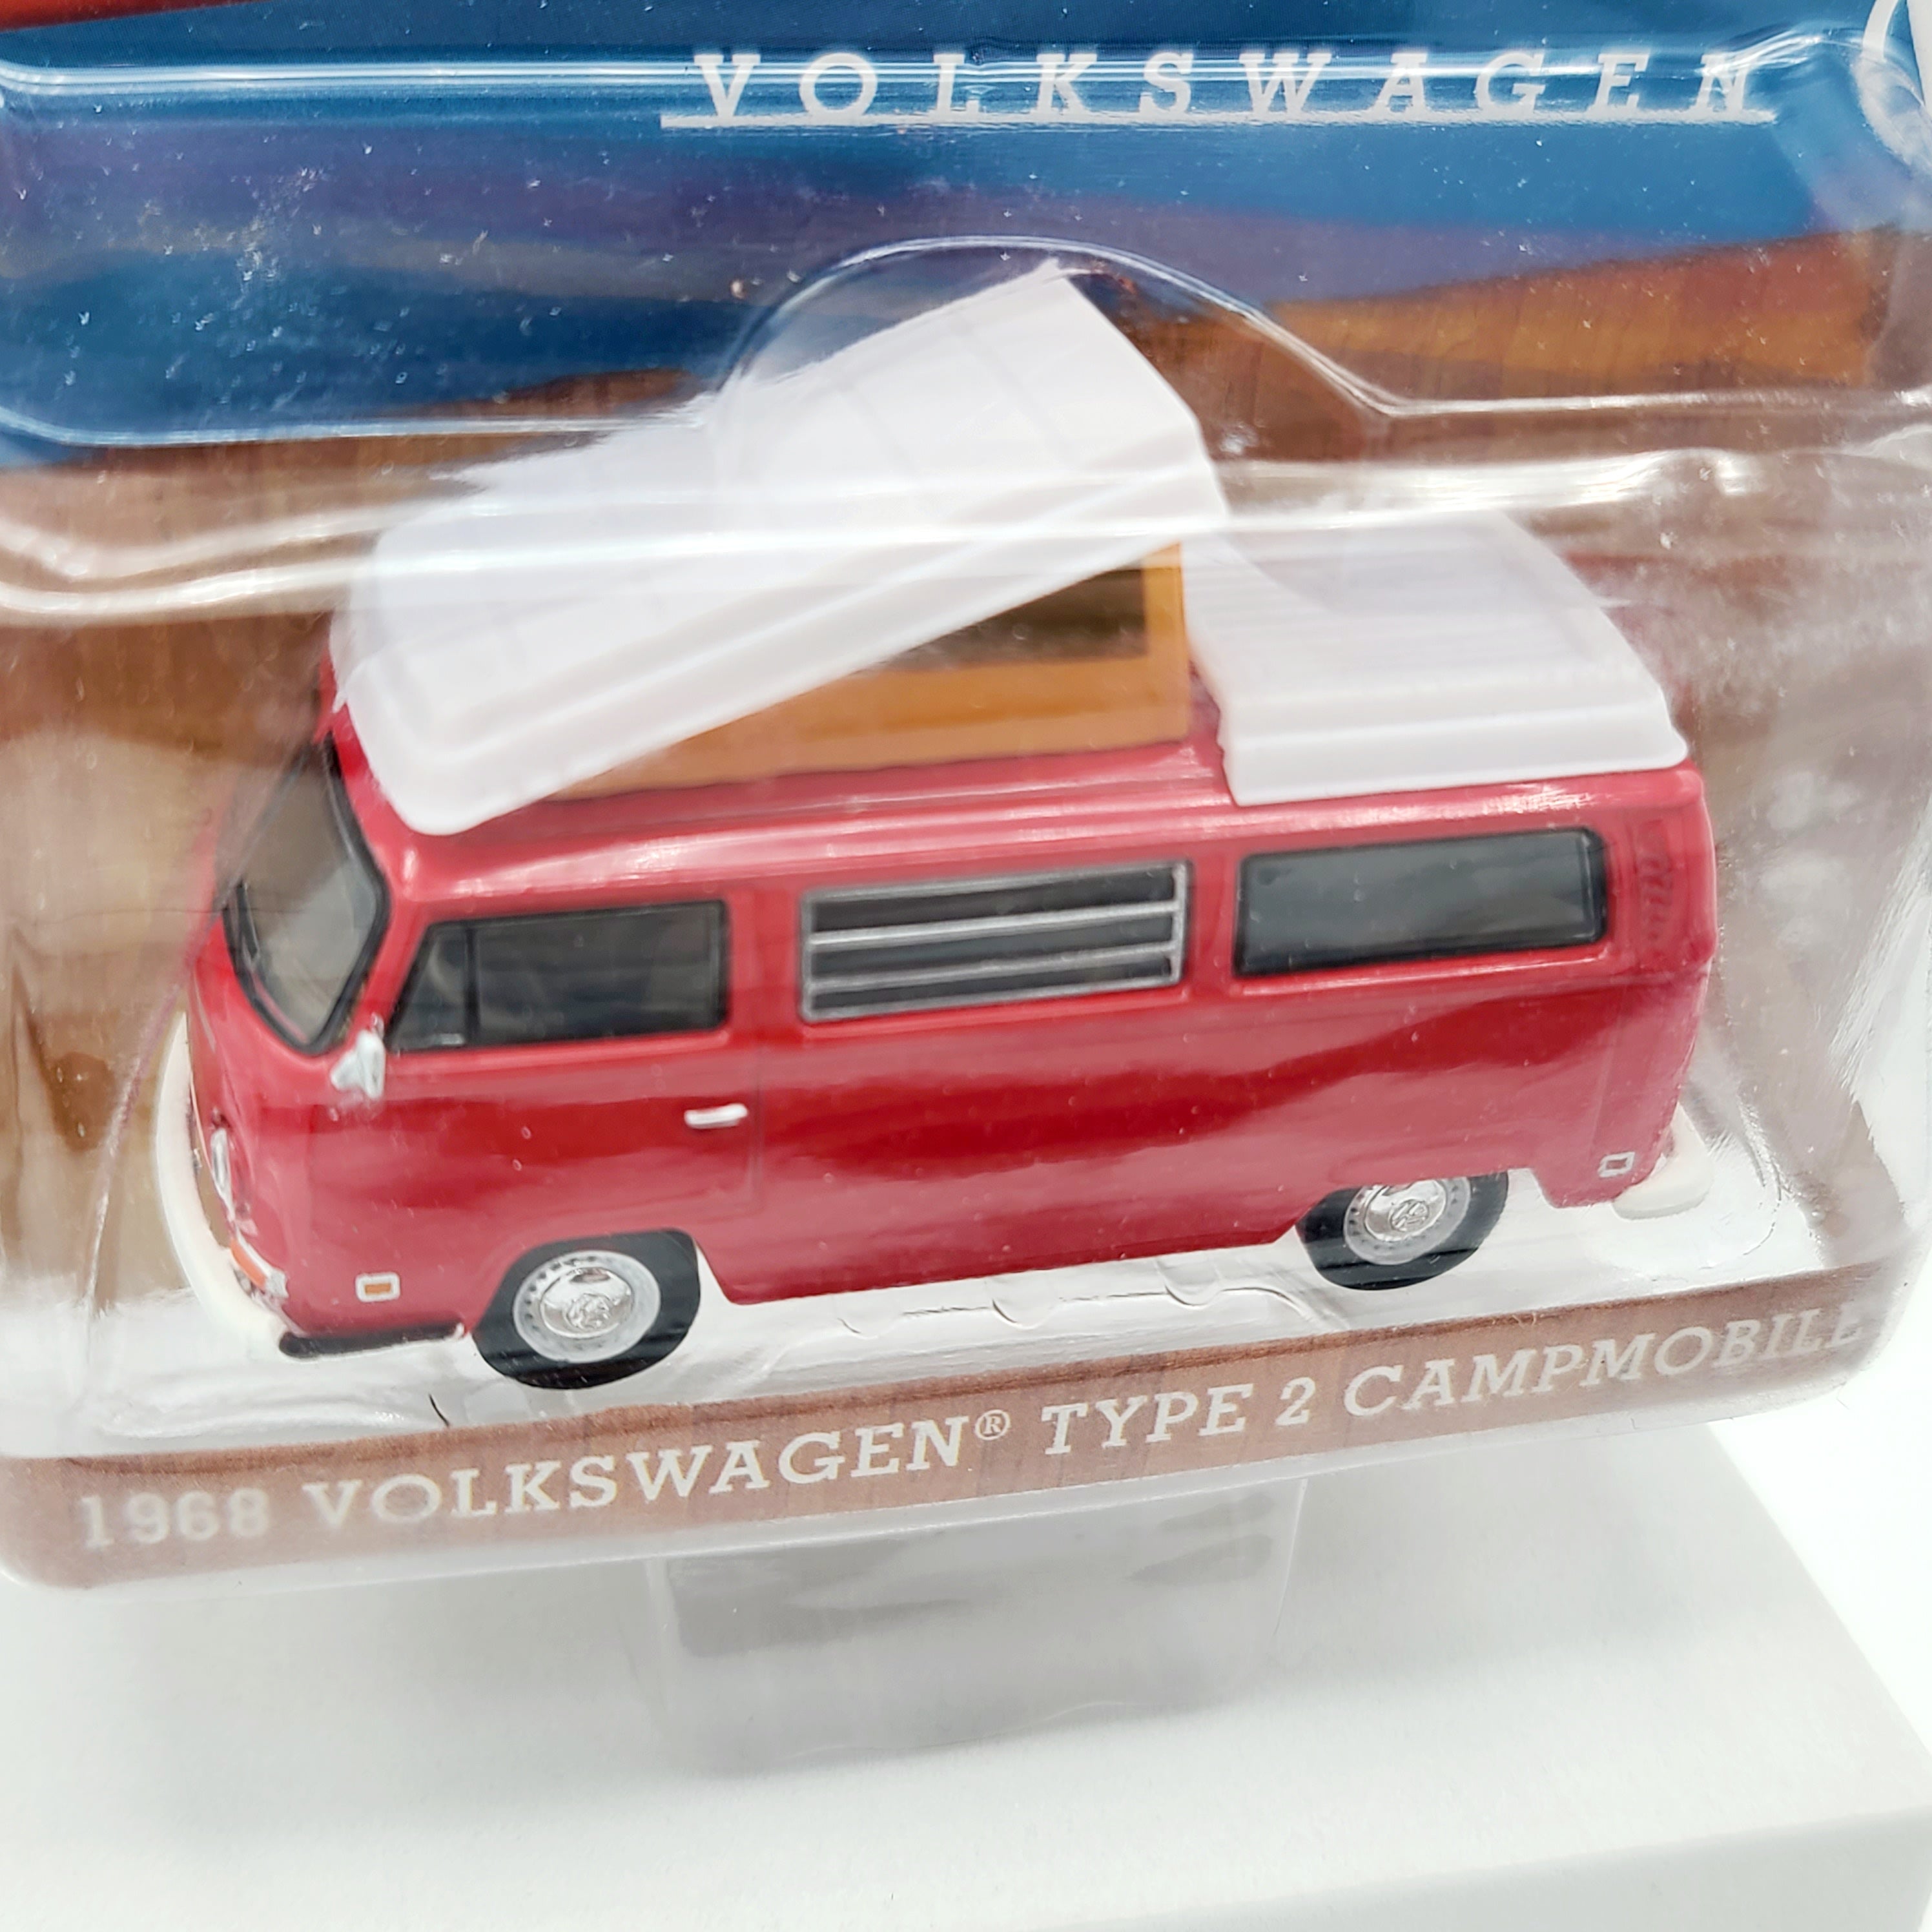 VOLKSWAGEN
1968 VOLKSWAGEN® TYPE 2 CAMPMOBILE